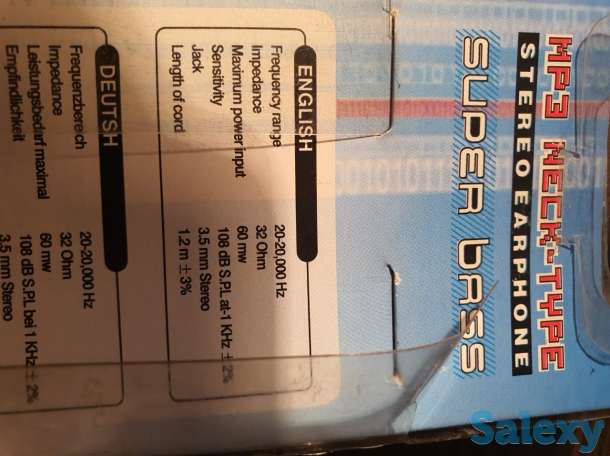 MP3 NECK-TYPE
STEREO EARPHONE
SUPER bASS
ENGLISH
Frequency range 20-20,000 Hz
Impedance 32 Ohm
Maximum power input 60 mw
Sensitivity 108 dB S.P.L at-1 KHz ± 2%
Jack 3.5 mm Stereo
Length of cord 1.2 m ± 3%
DEUTSH
Frequenzbereich 20-20,000 Hz
Impedance 32 Ohm
Leistungsbedarf maximal 60 mw
Empfindlichkeit 108 dB S.P.L bei 1 KHz ± 2%
3.5 mm Stereo
Salexy